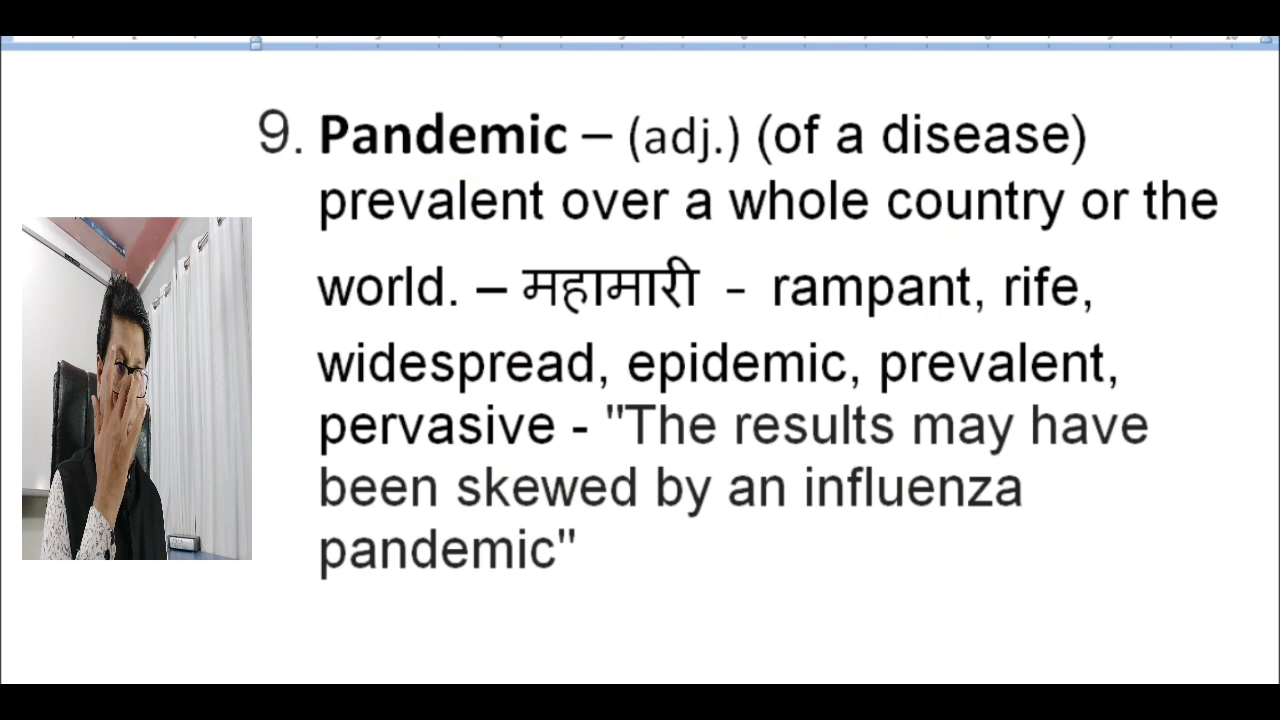 9. Pandemic – (adj.) (of a disease)
prevalent over a whole country or the
world. – महामारी - rampant, rife,
widespread, epidemic, prevalent,
pervasive - "The results may have
been skewed by an influenza
pandemic"